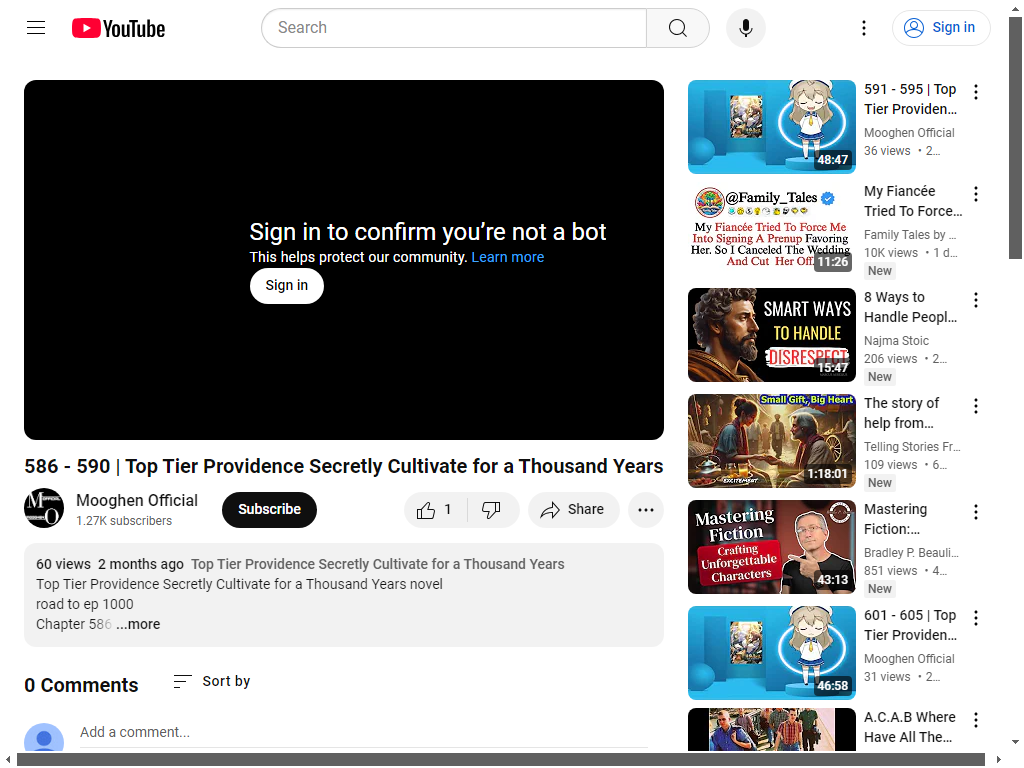 YouTube
Search
Sign in
Sign in to confirm you’re not a bot
This helps protect our community. Learn more
Sign in
586 - 590 | Top Tier Providence Secretly Cultivate for a Thousand Years
Mooghen Official
1.27K subscribers
Subscribe
1
Share
60 views 2 months ago Top Tier Providence Secretly Cultivate for a Thousand Years
Top Tier Providence Secretly Cultivate for a Thousand Years novel
road to ep 1000
Chapter 586 ...more
0 Comments
Sort by
Add a comment...
48:47
591 - 595 | Top
Tier Providen...
Mooghen Official
36 views • 2...
@Family_Tales
My Fiancée Tried To Force Me
Into Signing A Prenup Favoring
Her. So I Canceled The Wedding
And Cut Her Off
11:26
My Fiancée
Tried To Force...
Family Tales by ...
10K views • 1 d...
New
SMART WAYS
TO HANDLE
DISRESPECT
15:47
8 Ways to
Handle Peopl...
Najma Stoic
206 views • 2...
New
Small Gift, Big Heart
EXCITEMENT
1:18:01
The story of
help from...
Telling Stories Fr...
109 views • 6...
New
Mastering
Fiction
Crafting
Unforgettable
Characters
43:13
Mastering
Fiction:...
Bradley P. Beauli...
851 views • 4...
New
46:58
601 - 605 | Top
Tier Providen...
Mooghen Official
31 views • 2...
A.C.A.B Where
Have All The...